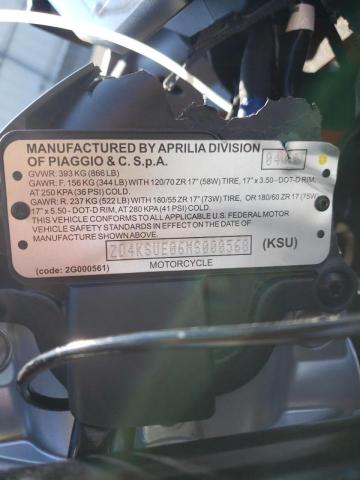 MANUFACTURED BY APRILIA DIVISION
OF PIAGGIO & C. S.p.A.
GVWR: 393 KG (866 LB)
GAWR: F. 156 KG (344 LB) WITH 120/70 ZR 17" (58W) TIRE, 17" x 3.50 - DOT-D RIM,
AT 250 KPA (36 PSI) COLD.
GAWR: R. 237 KG (522 LB) WITH 180/55 ZR 17" (73W) TIRE, OR 180/60 ZR 17 (75W)
17" x 5.50 - DOT-D RIM, AT 280 KPA (41 PSI) COLD.
THIS VEHICLE CONFORMS TO ALL APPLICABLE U.S. FEDERAL MOTOR
VEHICLE SAFETY STANDARDS IN EFFECT ON THE DATE OF
MANUFACTURE SHOWN ABOVE.
ZD4KSUE06MS000568 (KSU)
(code: 2G000561) MOTORCYCLE